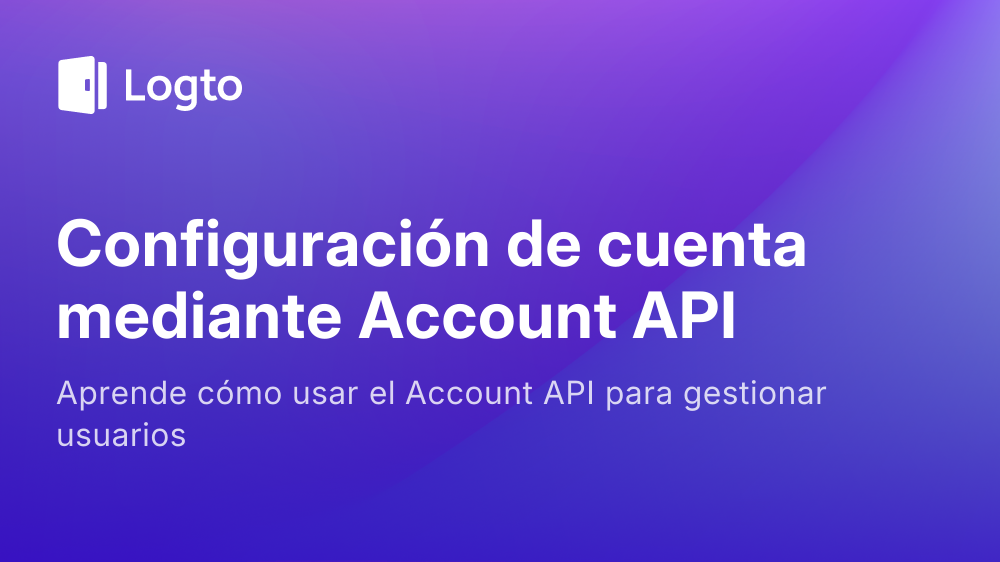 Logto
Configuración de cuenta
mediante Account API
Aprende cómo usar el Account API para gestionar
usuarios